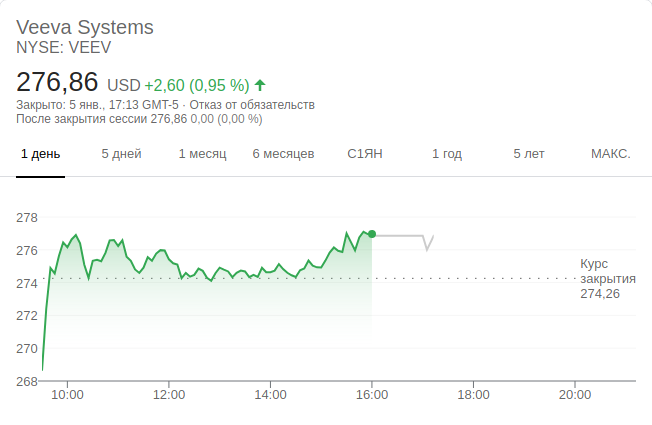 Veeva Systems
NYSE: VEEV
276,86 USD +2,60 (0,95 %)
Закрыто: 5 янв., 17:13 GMT-5 · Отказ от обязательств
После закрытия сессии 276,86 0,00 (0,00 %)
1 день 5 дней 1 месяц 6 месяцев С1ЯН 1 год 5 лет МАКС.
278
276
274
272
270
268
Курс
закрытия
274,26
10:00 12:00 14:00 16:00 18:00 20:00